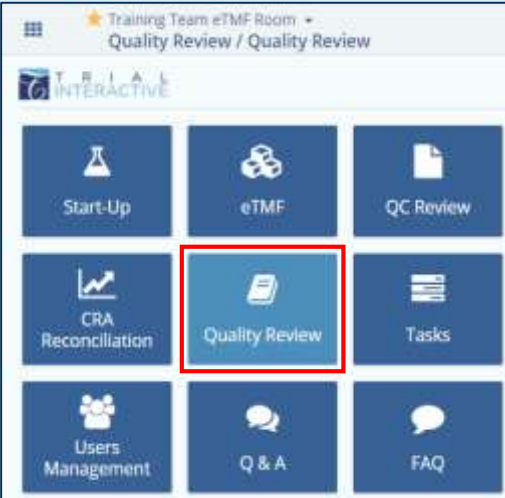 Training Team eTMF Room
Quality Review / Quality Review
TRIAL
INTERACTIVE
Start-Up
eTMF
QC Review
CRA
Reconciliation
Quality Review
Tasks
Users
Management
Q & A
FAQ